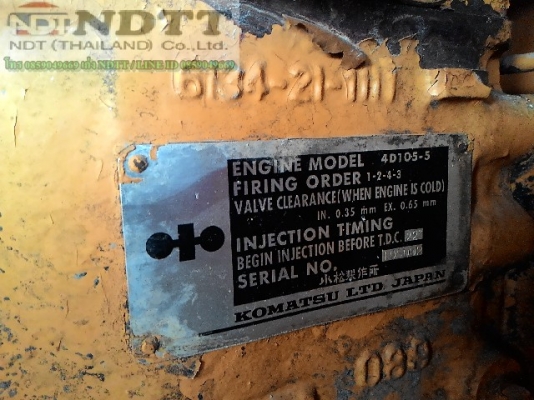 NDTT
NDT (THAILAND) Co.,Ltd.
6134-21-1111
ENGINE MODEL 4D105-5
FIRING ORDER 1-2-4-3
VALVE CLEARANCE (WHEN ENGINE IS COLD)
IN. 0.35 mm EX. 0.65 mm
INJECTION TIMING
BEGIN INJECTION BEFORE T.D.C. 22°
SERIAL NO.
小松製作所
KOMATSU LTD JAPAN
089